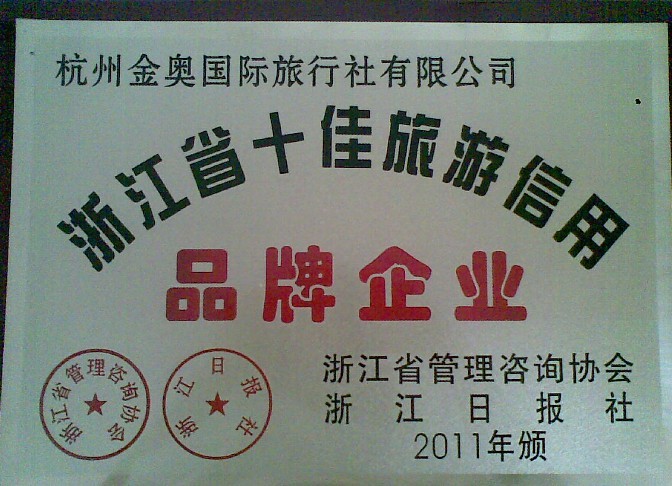 杭州金奥国际旅行社有限公司
浙江省十佳旅游信用
品牌企业
浙江省管理咨询协会
浙江日报社
浙江省管理咨询协会
浙江日报社
2011年颁